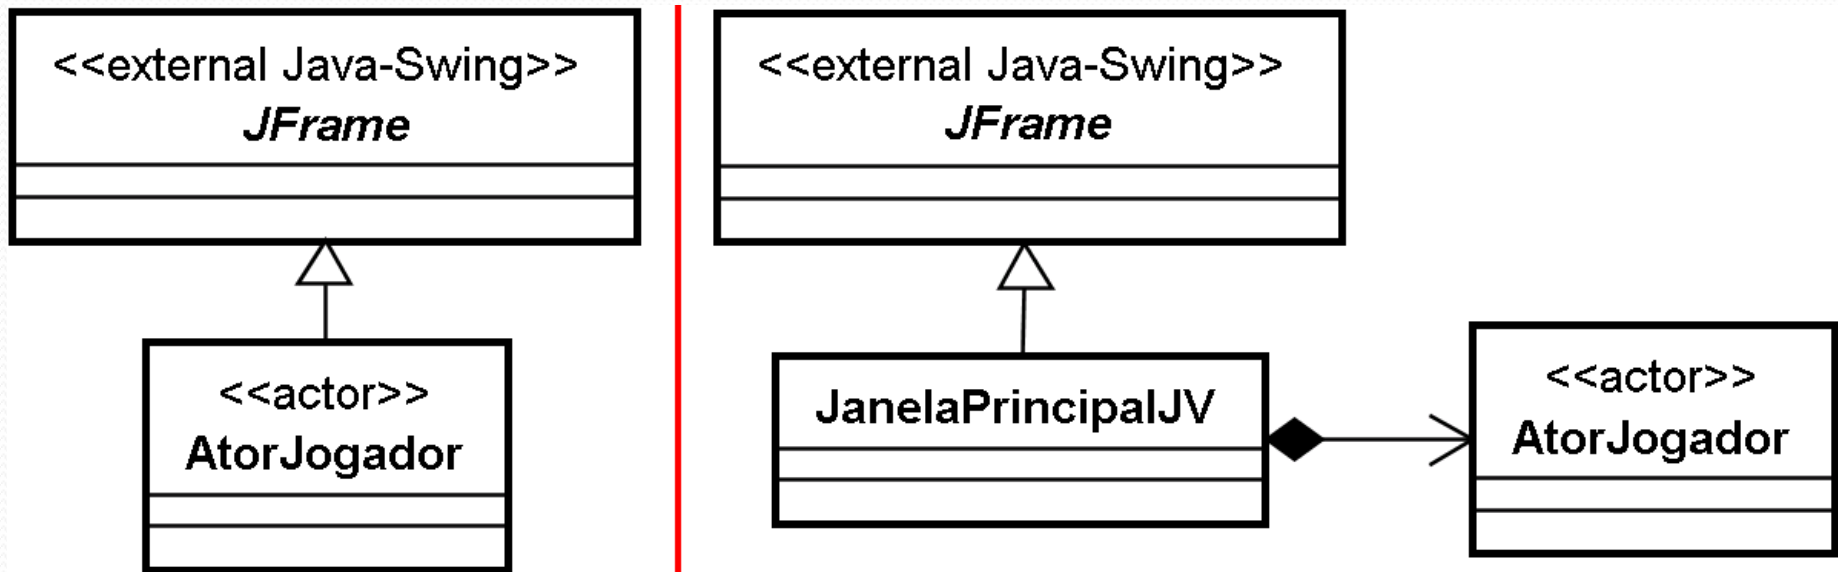 <<external Java-Swing>>
JFrame
<<actor>>
AtorJogador
<<external Java-Swing>>
JFrame
JanelaPrincipalJV
<<actor>>
AtorJogador